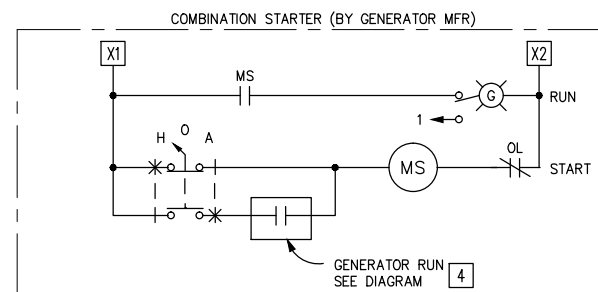 COMBINATION STARTER (BY GENERATOR MFR)
X1
X2
MS
G
RUN
1
H O A
MS
OL
START
GENERATOR RUN
SEE DIAGRAM 4